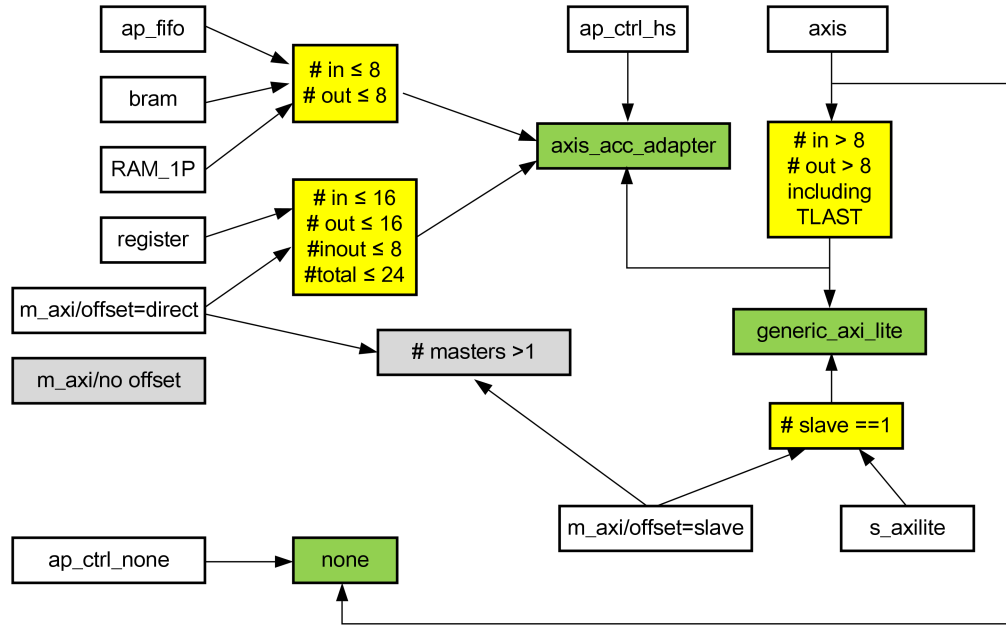 ap_fifo
ap_ctrl_hs
axis
bram
# in ≤ 8
# out ≤ 8
RAM_1P
axis_acc_adapter
# in > 8
# out > 8
including
TLAST
register
# in ≤ 16
# out ≤ 16
#inout ≤ 8
#total ≤ 24
m_axi/offset=direct
generic_axi_lite
# masters >1
m_axi/no offset
# slave ==1
m_axi/offset=slave
s_axilite
ap_ctrl_none
none